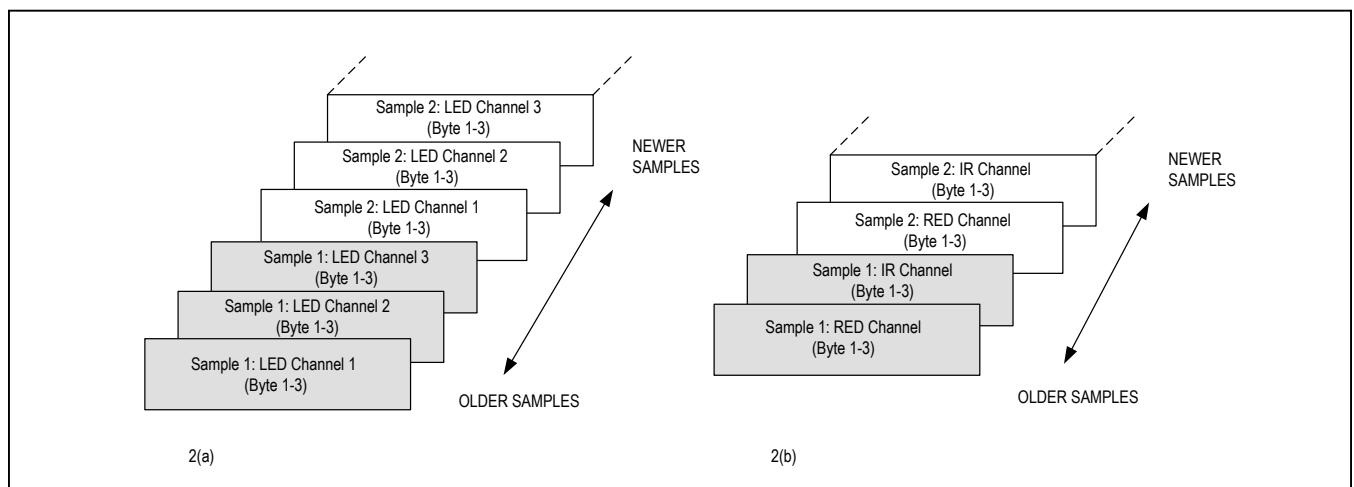 Sample 2: LED Channel 3
(Byte 1-3)
Sample 2: LED Channel 2
(Byte 1-3)
Sample 2: LED Channel 1
(Byte 1-3)
Sample 1: LED Channel 3
(Byte 1-3)
Sample 1: LED Channel 2
(Byte 1-3)
Sample 1: LED Channel 1
(Byte 1-3)
NEWER
SAMPLES
OLDER SAMPLES
2(a)
Sample 2: IR Channel
(Byte 1-3)
Sample 2: RED Channel
(Byte 1-3)
Sample 1: IR Channel
(Byte 1-3)
Sample 1: RED Channel
(Byte 1-3)
NEWER
SAMPLES
OLDER SAMPLES
2(b)